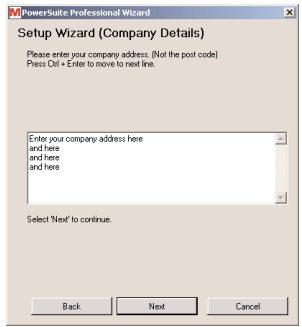 M PowerSuite Professional Wizard
Setup Wizard (Company Details)
Please enter your company address. (Not the post code)
Press Ctrl + Enter to move to next line.
Enter your company address here
and here
and here
and here
Select 'Next' to continue.
Back Next Cancel